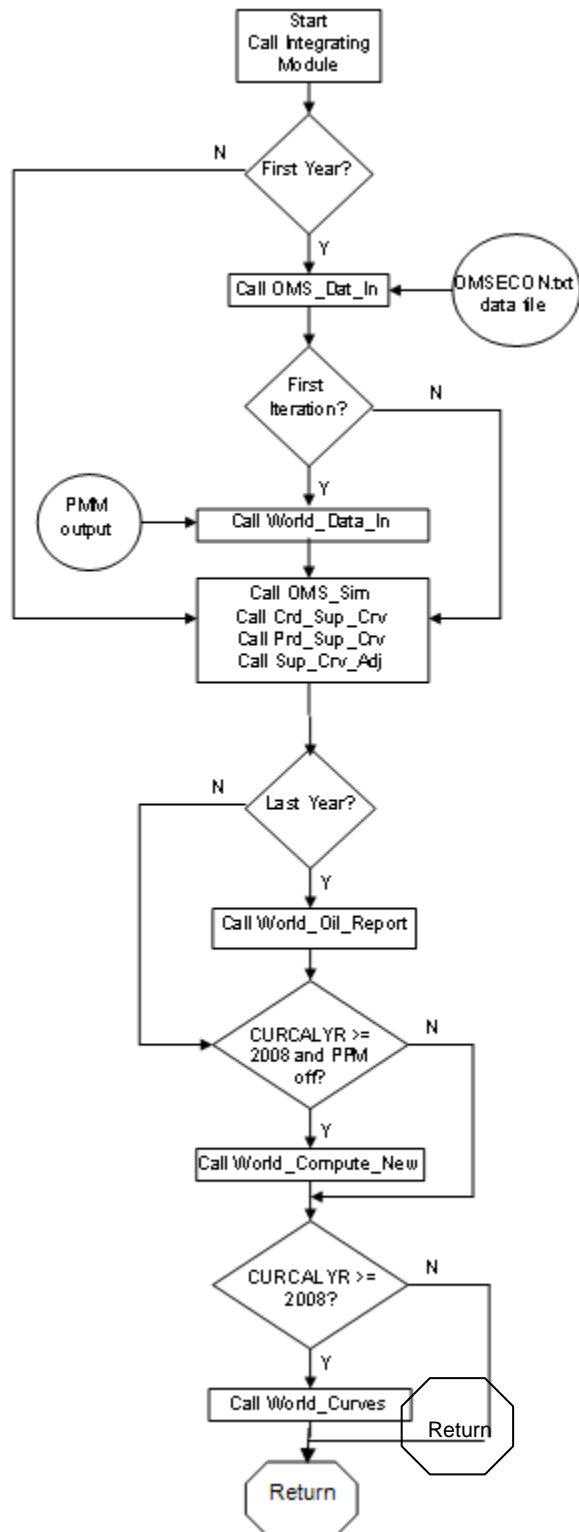 Start
Call Integrating
Module
N
First Year?
Y
Call OMS_Dat_In
OMSECON.txt
data file
First
Iteration?
N
Y
PMM
output
Call World_Data_In
Call OMS_Sim
Call Crd_Sup_Crv
Call Prd_Sup_Crv
Call Sup_Crv_Adj
N
Last Year?
Y
Call World_Oil_Report
CURCALYR >=
2008 and PPM
off?
N
Y
Call World_Compute_New
CURCALYR >=
2008?
N
Y
Call World_Curves
Return
Return